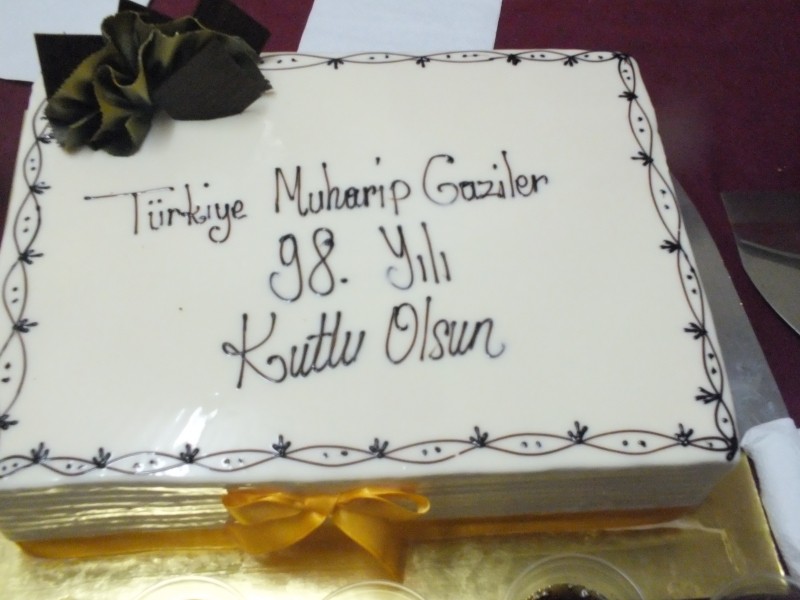 Türkiye Muharip Gaziler
98. Yılı
Kutlu Olsun